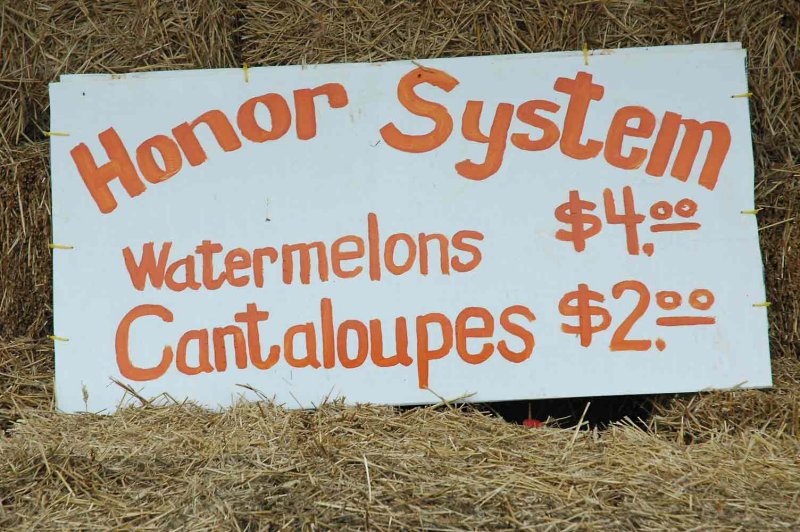 Honor System
Watermelons $4.00
Cantaloupes $2.00